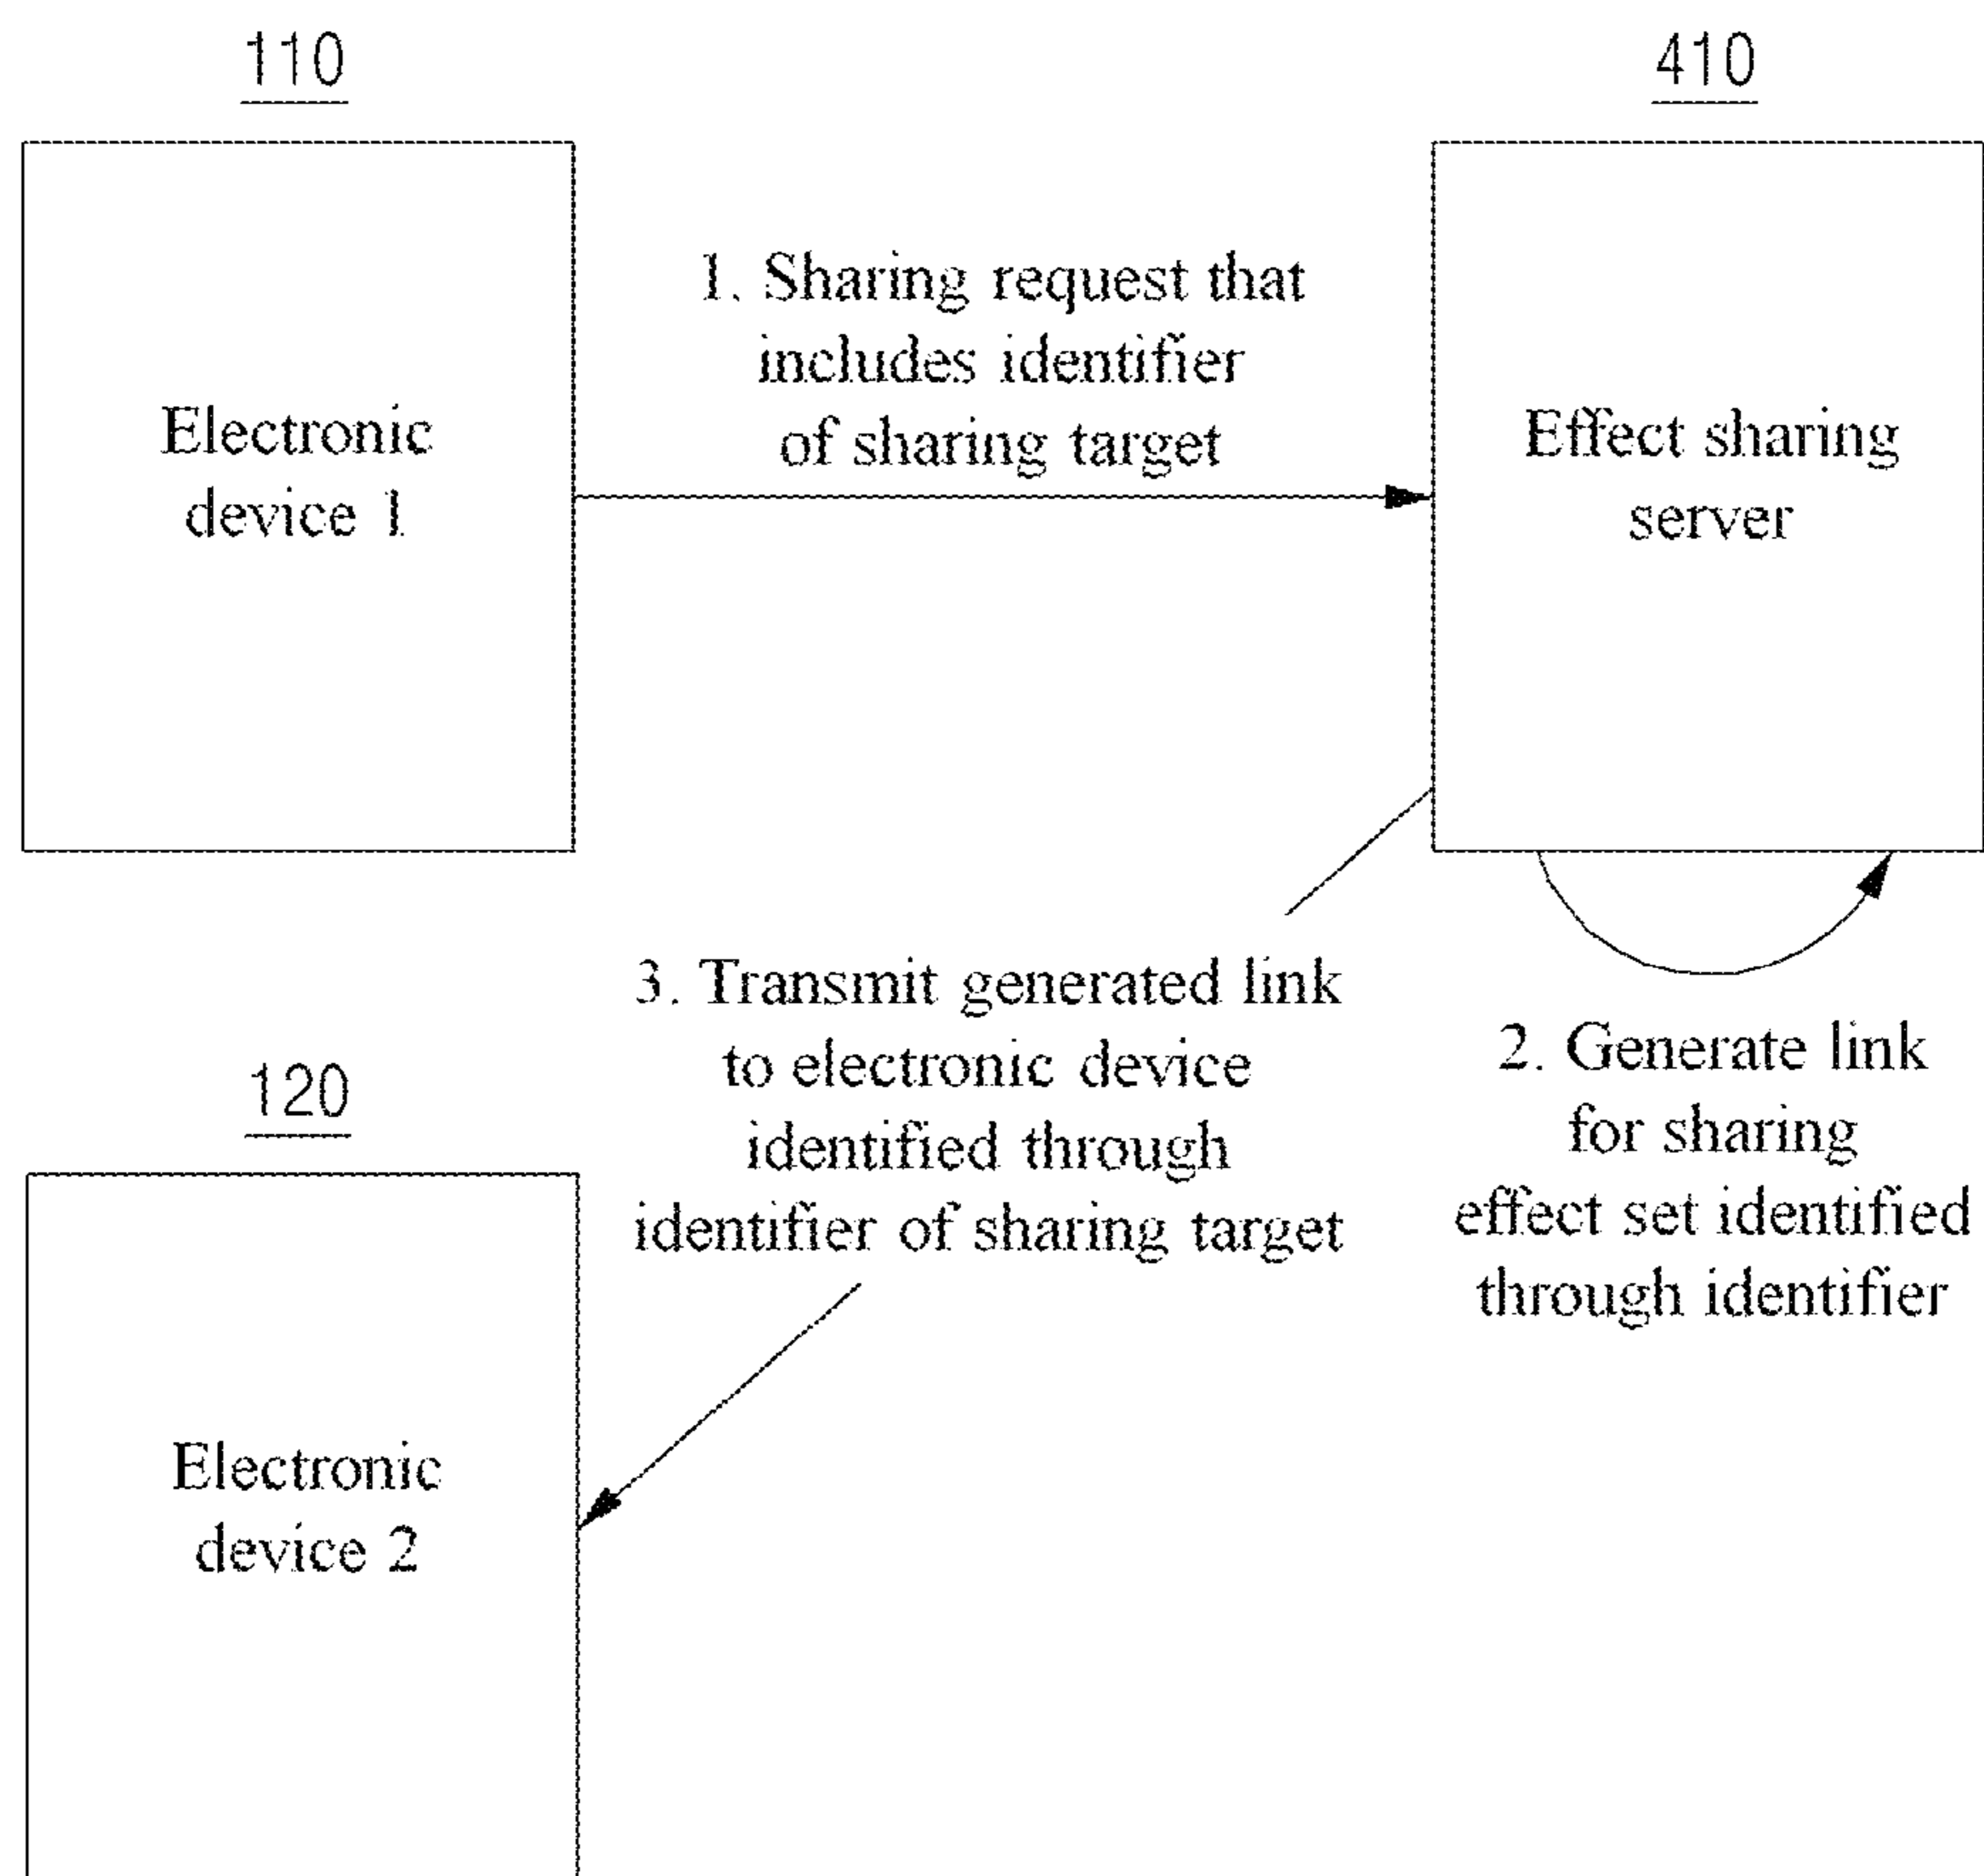 110
410
Electronic
device 1
1. Sharing request that
includes identifier
of sharing target
Effect sharing
server
3. Transmit generated link
to electronic device
identified through
identifier of sharing target
2. Generate link
for sharing
effect set identified
through identifier
120
Electronic
device 2